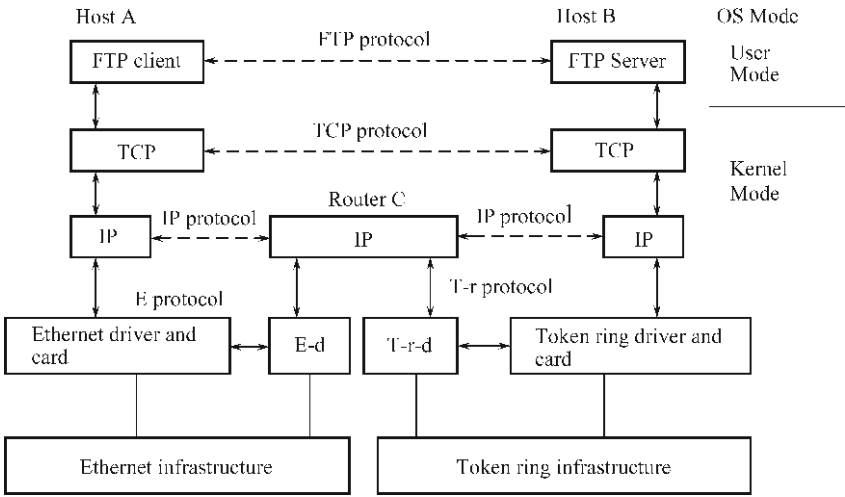 Host A
Host B
OS Mode
FTP protocol
FTP client
FTP Server
User
Mode
TCP protocol
TCP
TCP
Kernel
Mode
Router C
IP protocol
IP protocol
IP
IP
IP
E protocol
T-r protocol
Ethernet driver and
card
E-d
T-r-d
Token ring driver and
card
Ethernet infrastructure
Token ring infrastructure